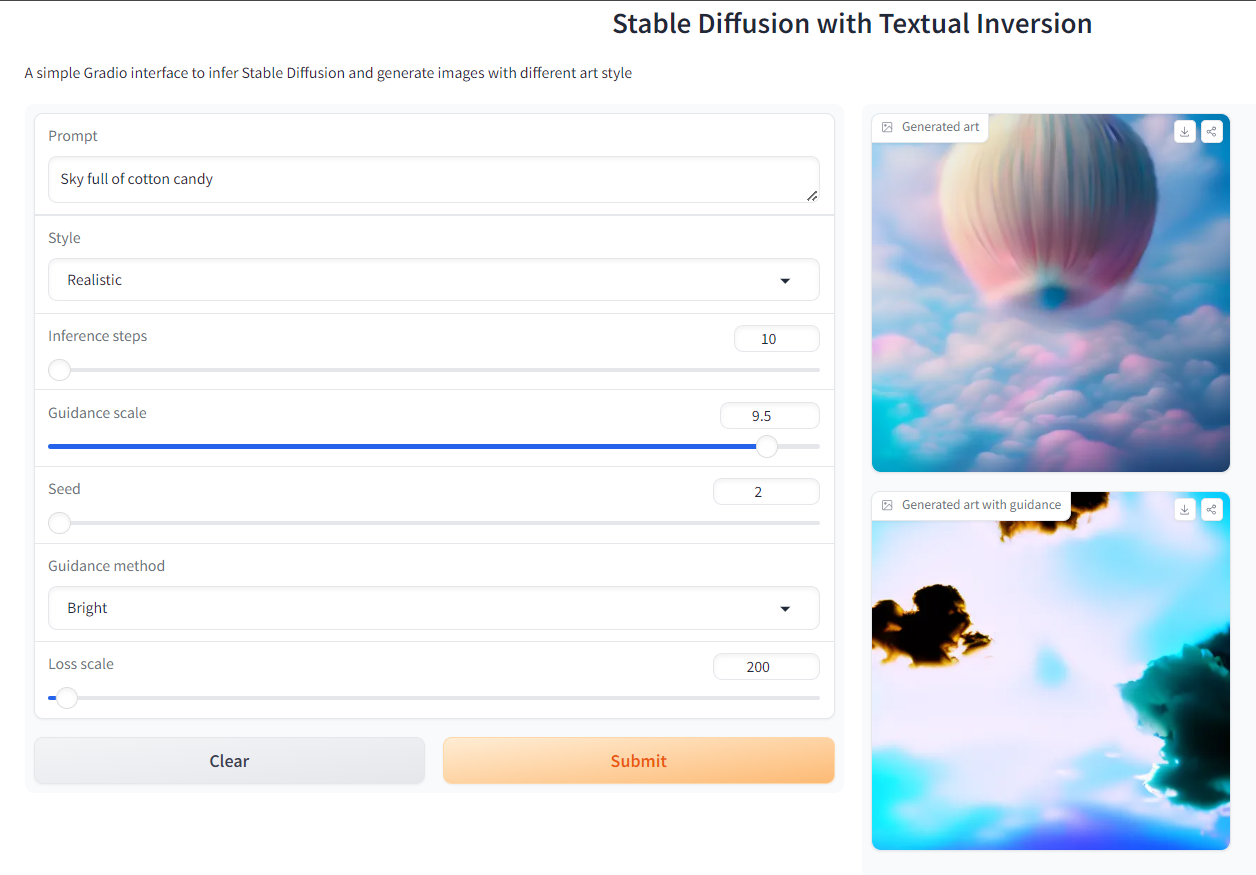 Stable Diffusion with Textual Inversion
A simple Gradio interface to infer Stable Diffusion and generate images with different art style
Prompt
Sky full of cotton candy
Style
Realistic
Inference steps
10
Guidance scale
9.5
Seed
2
Guidance method
Bright
Loss scale
200
Clear
Submit
Generated art
Generated art with guidance